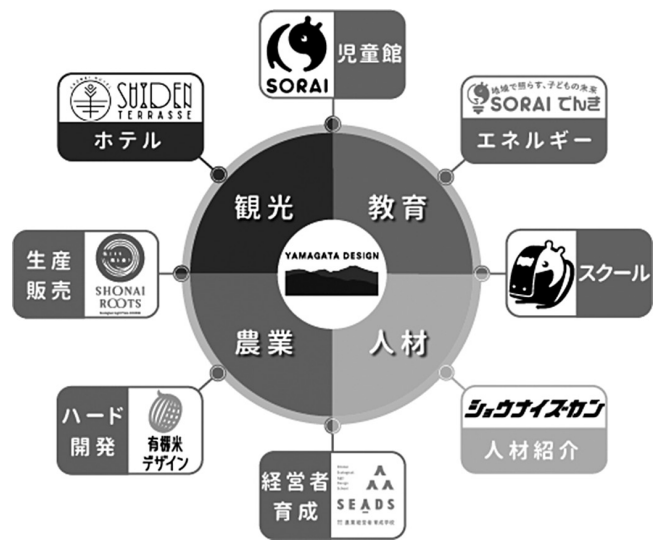 SORAI
児童館
SUIDEN
TERRASSE
ホテル
地域で照らす、子どもの未来
SORAI でんき
エネルギー
観光
教育
YAMAGATA DESIGN
生産
販売
SHONAI
ROOTS
スクール
農業
人材
ハード
開発
有機米
デザイン
ショウナイズカン
人材紹介
経営者
育成
SEADS